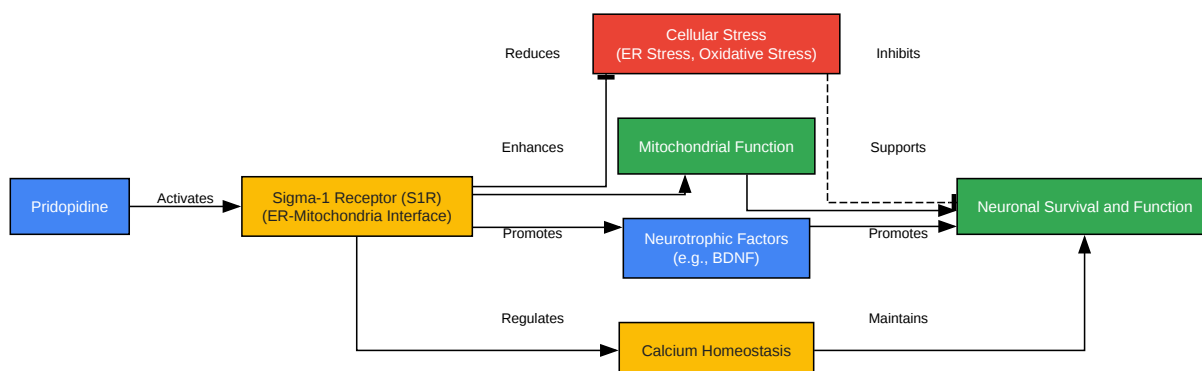 Cellular Stress
(ER Stress, Oxidative Stress)
Reduces
Inhibits
Enhances
Mitochondrial Function
Supports
Pridopidine
Activates
Sigma-1 Receptor (S1R)
(ER-Mitochondria Interface)
Neuronal Survival and Function
Promotes
Neurotrophic Factors
(e.g., BDNF)
Promotes
Regulates
Maintains
Calcium Homeostasis